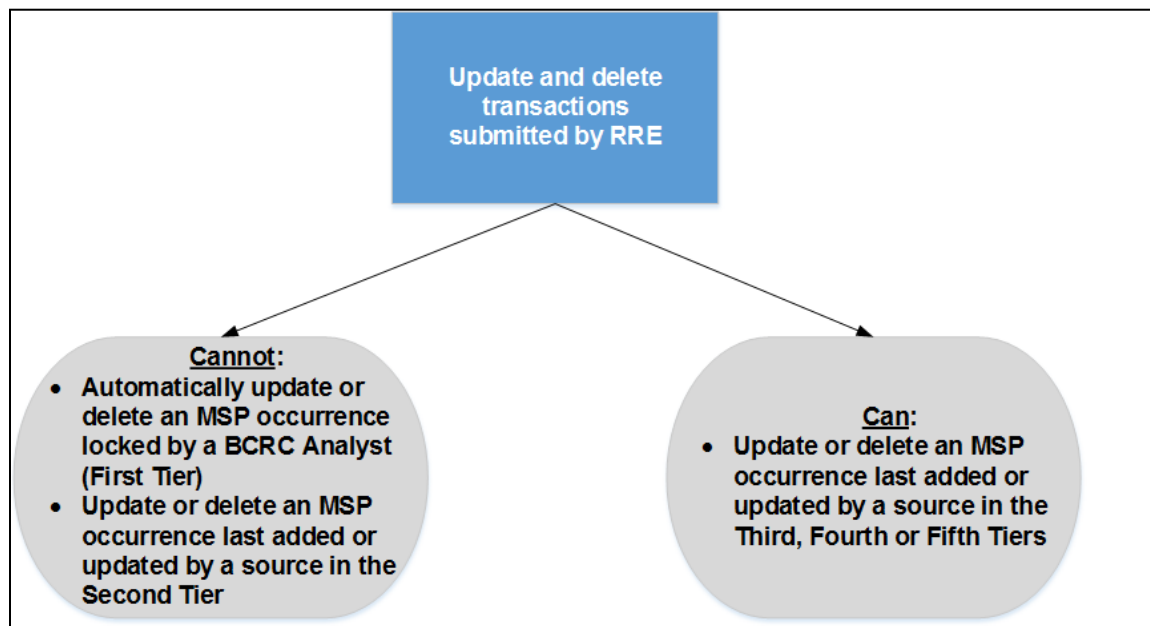 Update and delete
transactions
submitted by RRE
Cannot:
• Automatically update or
delete an MSP occurrence
locked by a BCRC Analyst
(First Tier)
• Update or delete an MSP
occurrence last added or
updated by a source in the
Second Tier
Can:
• Update or delete an MSP
occurrence last added or
updated by a source in the
Third, Fourth or Fifth Tiers